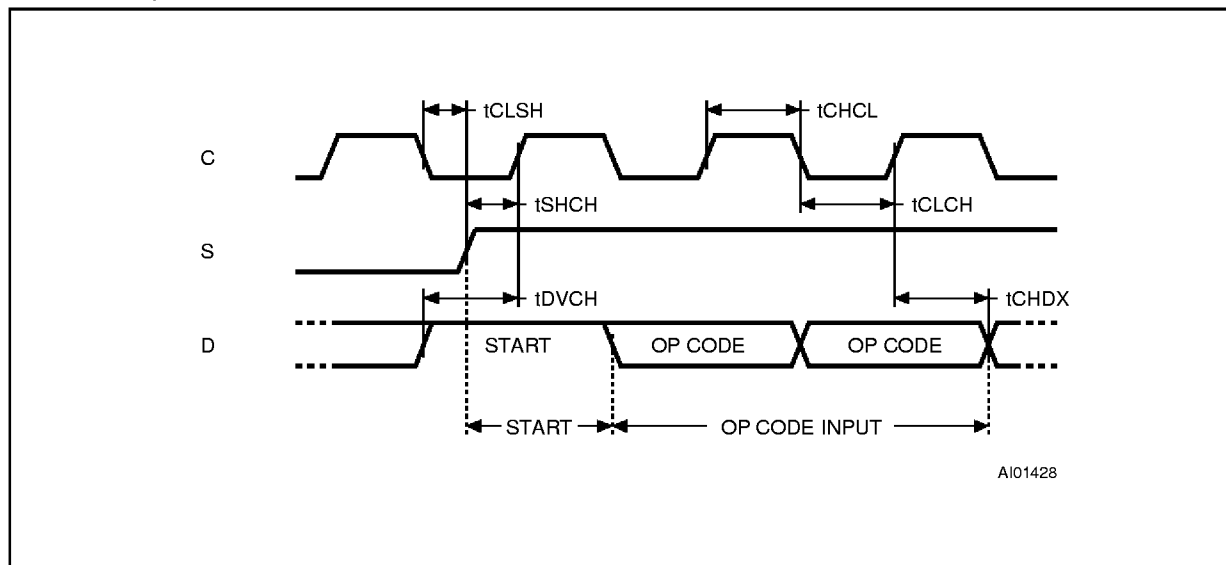 tCLSH
tCHCL
C
tSHCH
tCLCH
S
tDVCH
tCHDX
D
START
OP CODE
OP CODE
START
OP CODE INPUT
AI01428